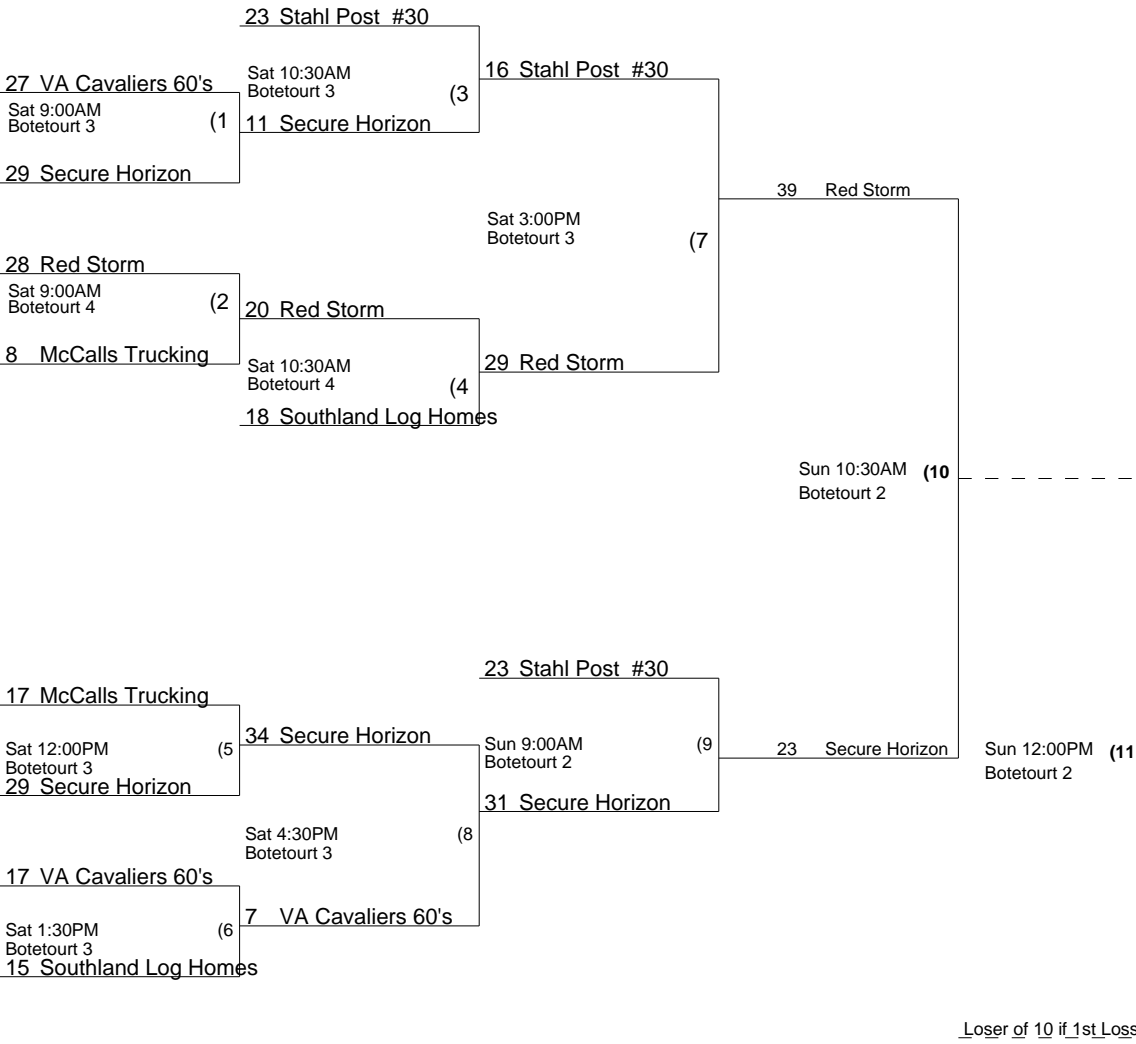 23 Stahl Post #30
27 VA Cavaliers 60's
Sat 9:00AM
Botetourt 3
(1
29 Secure Horizon
Sat 10:30AM
Botetourt 3
(3
11 Secure Horizon
16 Stahl Post #30
28 Red Storm
Sat 9:00AM
Botetourt 4
(2
8 McCalls Trucking
20 Red Storm
Sat 10:30AM
Botetourt 4
(4
18 Southland Log Homes
29 Red Storm
Sat 3:00PM
Botetourt 3
(7
39 Red Storm
Sun 10:30AM
Botetourt 2
(10
17 McCalls Trucking
Sat 12:00PM
Botetourt 3
(5
29 Secure Horizon
34 Secure Horizon
Sat 4:30PM
Botetourt 3
(8
17 VA Cavaliers 60's
Sat 1:30PM
Botetourt 3
(6
15 Southland Log Homes
7 VA Cavaliers 60's
23 Stahl Post #30
Sun 9:00AM
Botetourt 2
(9
31 Secure Horizon
23 Secure Horizon
Sun 12:00PM
Botetourt 2
(11
Loser of 10 if 1st Loss